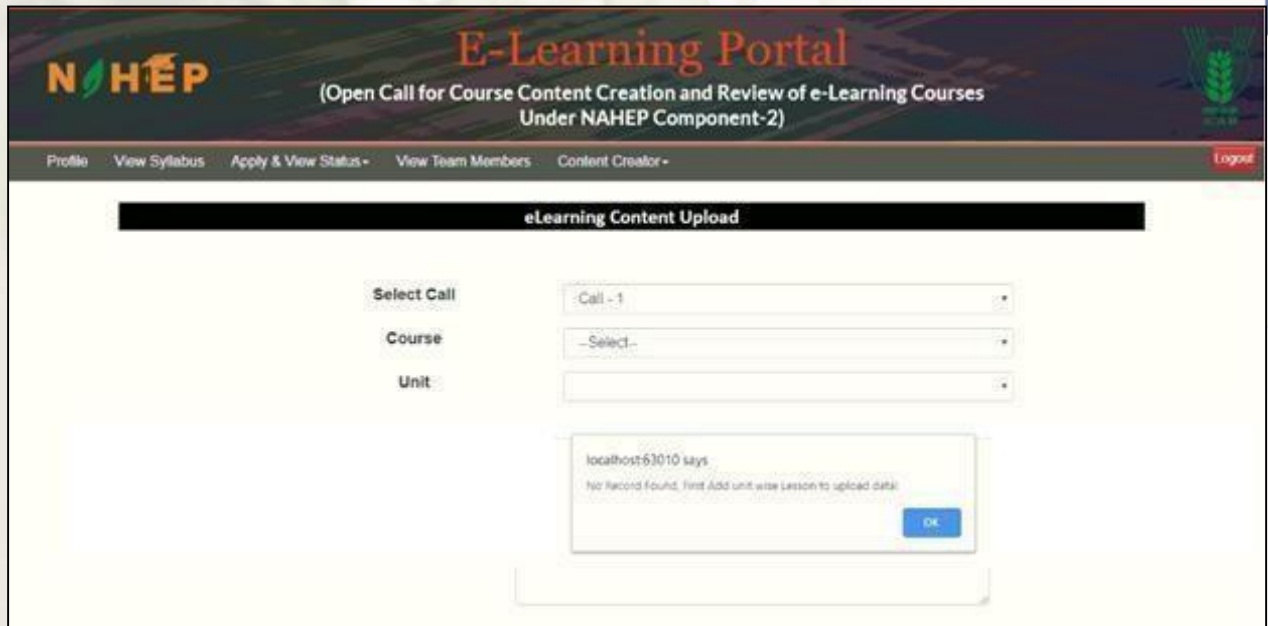 NAHEP
E-Learning Portal
(Open Call for Course Content Creation and Review of e-Learning Courses
Under NAHEP Component-2)
Profile View Syllabus Apply & View Status View Team Members Content Creator Logout
eLearning Content Upload
Select Call Call - 1
Course --Select--
Unit
localhost:63010 says
No Record Found, First Add unit wise Lesson to upload data!
OK